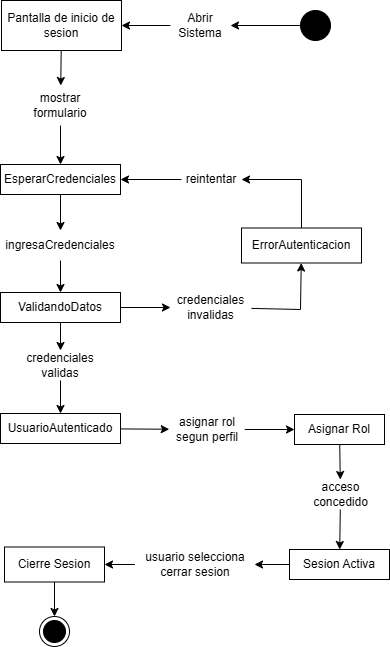 Pantalla de inicio de
sesion
Abrir
Sistema
mostrar
formulario
EsperarCredenciales
reintentar
ingresaCredenciales
ErrorAutenticacion
ValidandoDatos
credenciales
invalidas
credenciales
validas
UsuarioAutenticado
asignar rol
segun perfil
Asignar Rol
acceso
concedido
Cierre Sesion
usuario selecciona
cerrar sesion
Sesion Activa